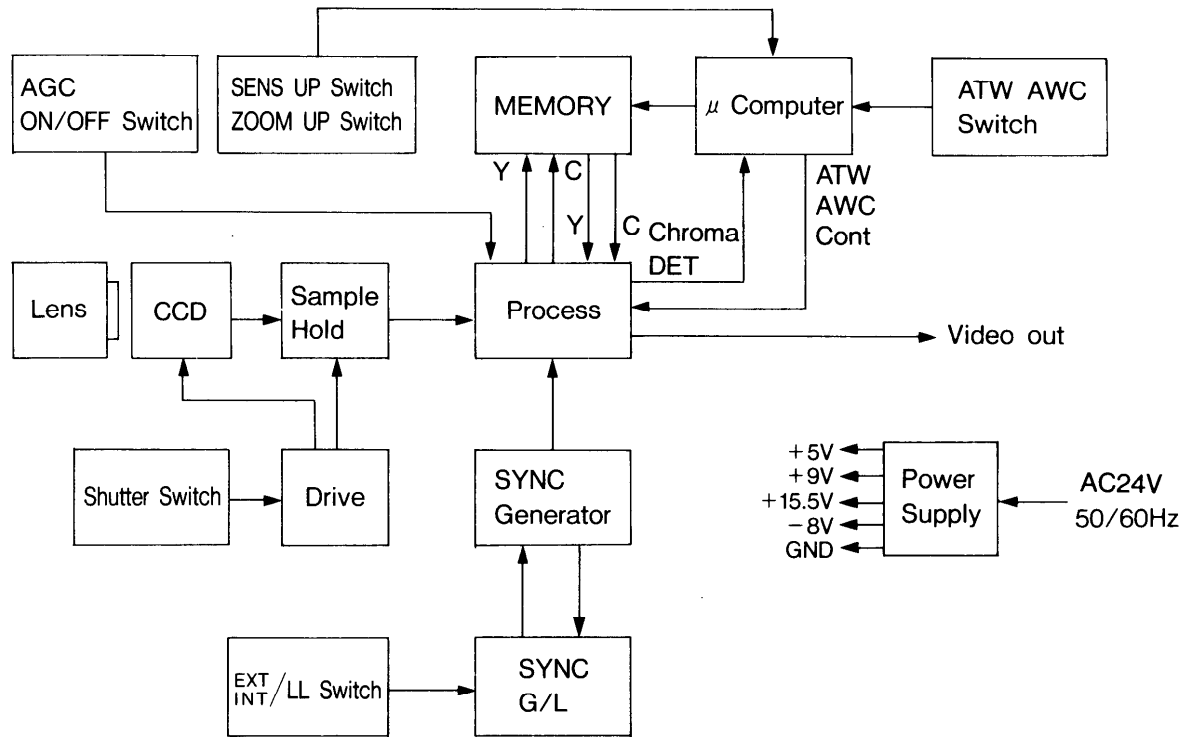 AGC
ON/OFF Switch
SENS UP Switch
ZOOM UP Switch
MEMORY
μ Computer
ATW AWC
Switch
Y
C
Y
C
Chroma
DET
ATW
AWC
Cont
Lens
CCD
Sample
Hold
Process
Video out
Shutter Switch
Drive
SYNC
Generator
+5V
+9V
+15.5V
−8V
GND
Power
Supply
AC24V
50/60Hz
EXT
INT/LL Switch
SYNC
G/L